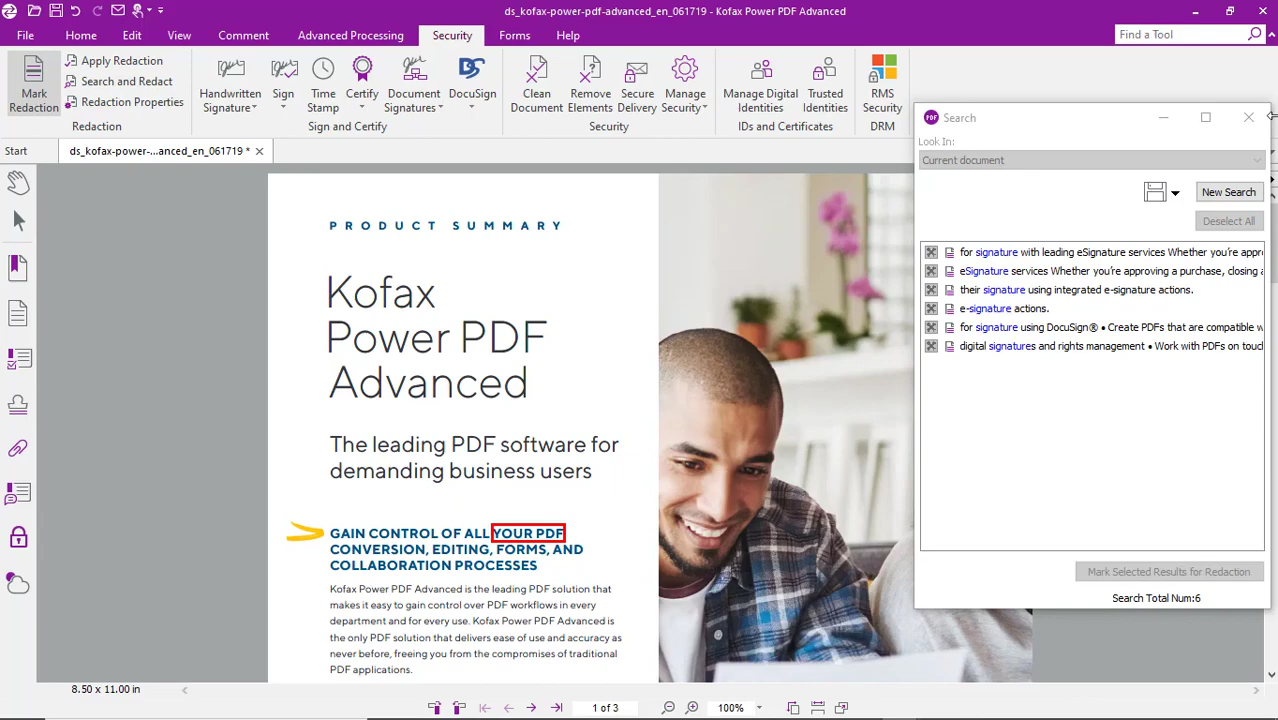 ds_kofax-power-pdf-advanced_en_061719 - Kofax Power PDF Advanced
File Home Edit View Comment Advanced Processing Security Forms Help
Find a Tool
Mark Redaction
Apply Redaction
Search and Redact
Redaction Properties
Redaction
Handwritten Signature
Sign
Time Stamp
Certify
Document Signatures
DocuSign
Sign and Certify
Clean Document
Remove Elements
Secure Delivery
Manage Security
Security
Manage Digital Identities
Trusted Identities
IDs and Certificates
RMS Security
DRM
Start
ds_kofax-power-...anced_en_061719 *
PRODUCT SUMMARY
Kofax
Power PDF
Advanced
The leading PDF software for
demanding business users
GAIN CONTROL OF ALL YOUR PDF
CONVERSION, EDITING, FORMS, AND
COLLABORATION PROCESSES
Kofax Power PDF Advanced is the leading PDF solution that
makes it easy to gain control over PDF workflows in every
department and for every use. Kofax Power PDF Advanced is
the only PDF solution that delivers ease of use and accuracy as
never before, freeing you from the compromises of traditional
PDF applications.
PDF Search
Look In:
Current document
New Search
Deselect All
for signature with leading eSignature services Whether you're appr
eSignature services Whether you're approving a purchase, closing a
their signature using integrated e-signature actions.
e-signature actions.
for signature using DocuSign® • Create PDFs that are compatible w
digital signatures and rights management • Work with PDFs on touc
Mark Selected Results for Redaction
Search Total Num:6
8.50 x 11.00 in
1 of 3
100%